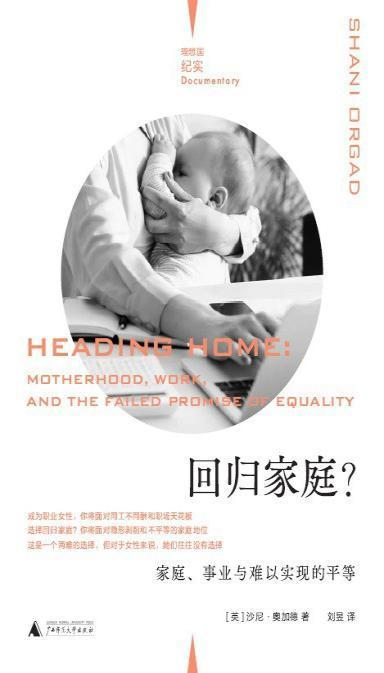 理想国
纪实
Documentary
SHANI ORGAD
HEADING HOME:
MOTHERHOOD, WORK,
AND THE FAILED PROMISE OF EQUALITY
回归家庭?
成为职业女性,你将面对同工不同酬和职场天花板
选择回归家庭?你将面对隐形剥削和不平等的家庭地位
这是一个两难的选择,但对于女性来说,她们往往没有选择
家庭、事业与难以实现的平等
[英]沙尼·奥加德 著 刘昱 译
广西师范大学出版社